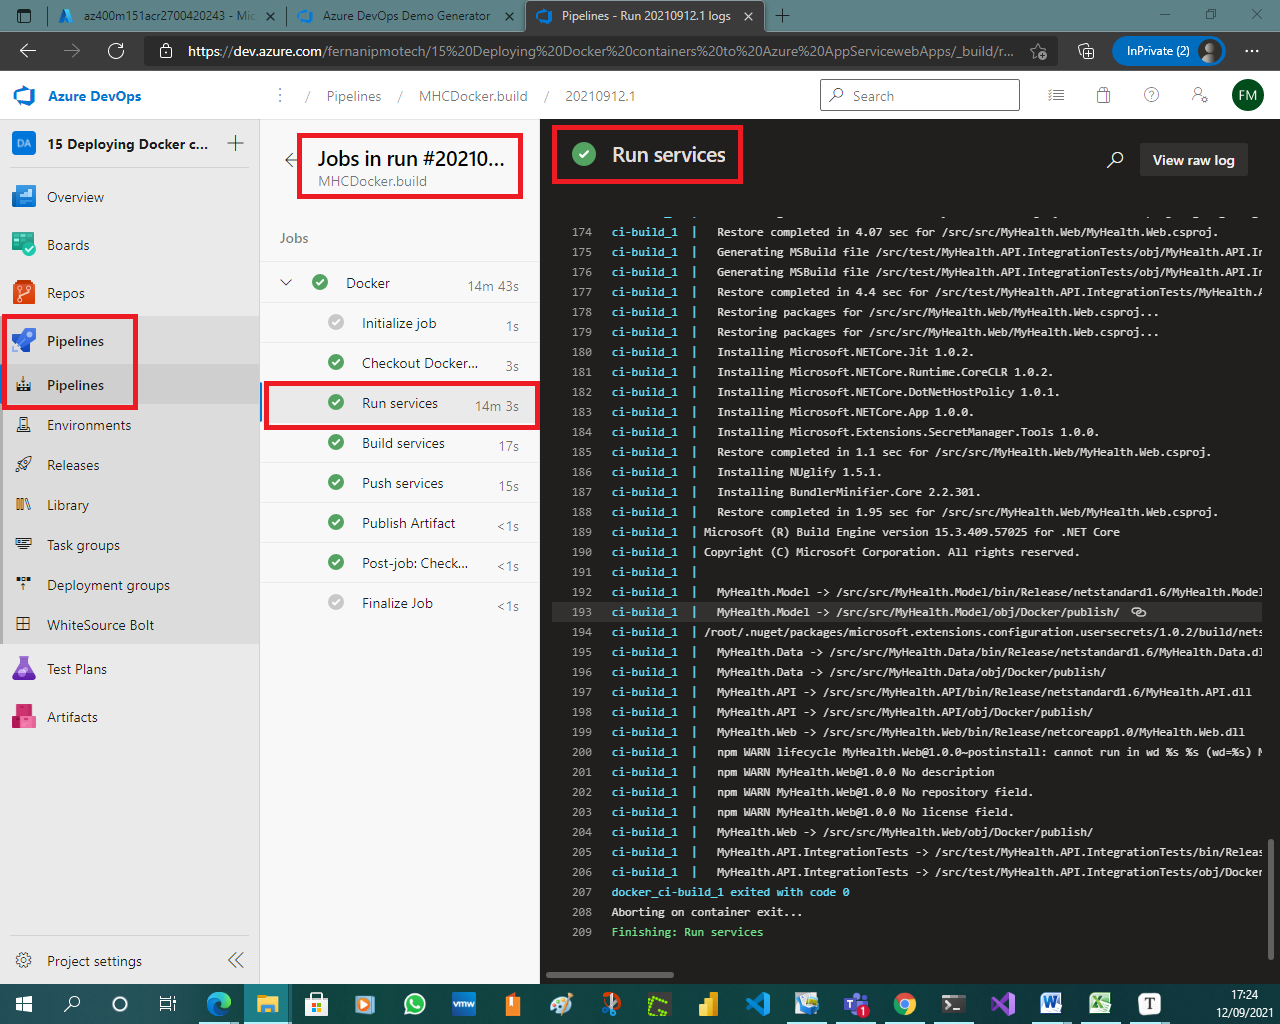 az400m151acr2700420243 - Mic
Azure DevOps Demo Generator
Pipelines - Run 20210912.1 logs
https://dev.azure.com/fernanipmotech/15%20Deploying%20Docker%20containers%20to%20Azure%20AppServicewebApps/_build/r...
InPrivate (2)
Azure DevOps
Pipelines
/
MHCDocker.build
/
20210912.1
Search
FM
DA
15 Deploying Docker c...
Overview
Boards
Repos
Pipelines
Pipelines
Environments
Releases
Library
Task groups
Deployment groups
WhiteSource Bolt
Test Plans
Artifacts
Project settings
Jobs in run #20210...
MHCDocker.build
Jobs
Docker 14m 43s
Initialize job 1s
Checkout Docker... 3s
Run services 14m 3s
Build services 17s
Push services 15s
Publish Artifact <1s
Post-job: Check... <1s
Finalize Job <1s
Run services
View raw log
174 ci-build_1 | Restore completed in 4.07 sec for /src/src/MyHealth.Web/MyHealth.Web.csproj.
175 ci-build_1 | Generating MSBuild file /src/test/MyHealth.API.IntegrationTests/obj/MyHealth.API.In
176 ci-build_1 | Generating MSBuild file /src/test/MyHealth.API.IntegrationTests/obj/MyHealth.API.In
177 ci-build_1 | Restore completed in 4.4 sec for /src/test/MyHealth.API.IntegrationTests/MyHealth.A
178 ci-build_1 | Restoring packages for /src/src/MyHealth.Web/MyHealth.Web.csproj...
179 ci-build_1 | Restoring packages for /src/src/MyHealth.Web/MyHealth.Web.csproj...
180 ci-build_1 | Installing Microsoft.NETCore.Jit 1.0.2.
181 ci-build_1 | Installing Microsoft.NETCore.Runtime.CoreCLR 1.0.2.
182 ci-build_1 | Installing Microsoft.NETCore.DotNetHostPolicy 1.0.1.
183 ci-build_1 | Installing Microsoft.NETCore.App 1.0.0.
184 ci-build_1 | Installing Microsoft.Extensions.SecretManager.Tools 1.0.0.
185 ci-build_1 | Restore completed in 1.1 sec for /src/src/MyHealth.Web/MyHealth.Web.csproj.
186 ci-build_1 | Installing NUglify 1.5.1.
187 ci-build_1 | Installing BundlerMinifier.Core 2.2.301.
188 ci-build_1 | Restore completed in 1.95 sec for /src/src/MyHealth.Web/MyHealth.Web.csproj.
189 ci-build_1 | Microsoft (R) Build Engine version 15.3.409.57025 for .NET Core
190 ci-build_1 | Copyright (C) Microsoft Corporation. All rights reserved.
191 ci-build_1 |
192 ci-build_1 | MyHealth.Model -> /src/src/MyHealth.Model/bin/Release/netstandard1.6/MyHealth.Model
193 ci-build_1 | MyHealth.Model -> /src/src/MyHealth.Model/obj/Docker/publish/
194 ci-build_1 | /root/.nuget/packages/microsoft.extensions.configuration.usersecrets/1.0.2/build/nets
195 ci-build_1 | MyHealth.Data -> /src/src/MyHealth.Data/bin/Release/netstandard1.6/MyHealth.Data.dl
196 ci-build_1 | MyHealth.Data -> /src/src/MyHealth.Data/obj/Docker/publish/
197 ci-build_1 | MyHealth.API -> /src/src/MyHealth.API/bin/Release/netstandard1.6/MyHealth.API.dll
198 ci-build_1 | MyHealth.API -> /src/src/MyHealth.API/obj/Docker/publish/
199 ci-build_1 | MyHealth.Web -> /src/src/MyHealth.Web/bin/Release/netcoreapp1.0/MyHealth.Web.dll
200 ci-build_1 | npm WARN lifecycle MyHealth.Web@1.0.0~postinstall: cannot run in wd %s %s (wd=%s) M
201 ci-build_1 | npm WARN MyHealth.Web@1.0.0 No description
202 ci-build_1 | npm WARN MyHealth.Web@1.0.0 No repository field.
203 ci-build_1 | npm WARN MyHealth.Web@1.0.0 No license field.
204 ci-build_1 | MyHealth.Web -> /src/src/MyHealth.Web/obj/Docker/publish/
205 ci-build_1 | MyHealth.API.IntegrationTests -> /src/test/MyHealth.API.IntegrationTests/bin/Releas
206 ci-build_1 | MyHealth.API.IntegrationTests -> /src/test/MyHealth.API.IntegrationTests/obj/Docker
207 docker_ci-build_1 exited with code 0
208 Aborting on container exit...
209 Finishing: Run services
vmw
1
T
17:24
12/09/2021